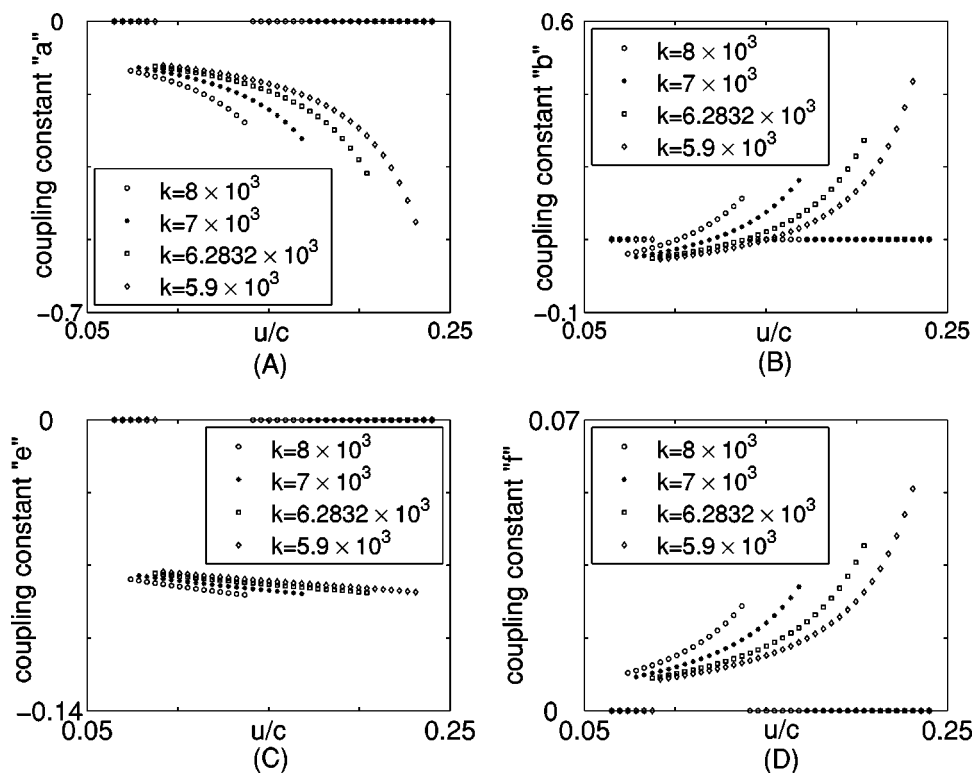 0
coupling constant "a"
k=8 × 10³
k=7 × 10³
k=6.2832 × 10³
k=5.9 × 10³
−0.7
0.05
u/c
0.25
(A)
0.6
coupling constant "b"
k=8 × 10³
k=7 × 10³
k=6.2832 × 10³
k=5.9 × 10³
−0.1
0.05
u/c
0.25
(B)
0
coupling constant "e"
k=8 × 10³
k=7 × 10³
k=6.2832 × 10³
k=5.9 × 10³
−0.14
0.05
u/c
0.25
(C)
0.07
coupling constant "f"
k=8 × 10³
k=7 × 10³
k=6.2832 × 10³
k=5.9 × 10³
0
0.05
u/c
0.25
(D)